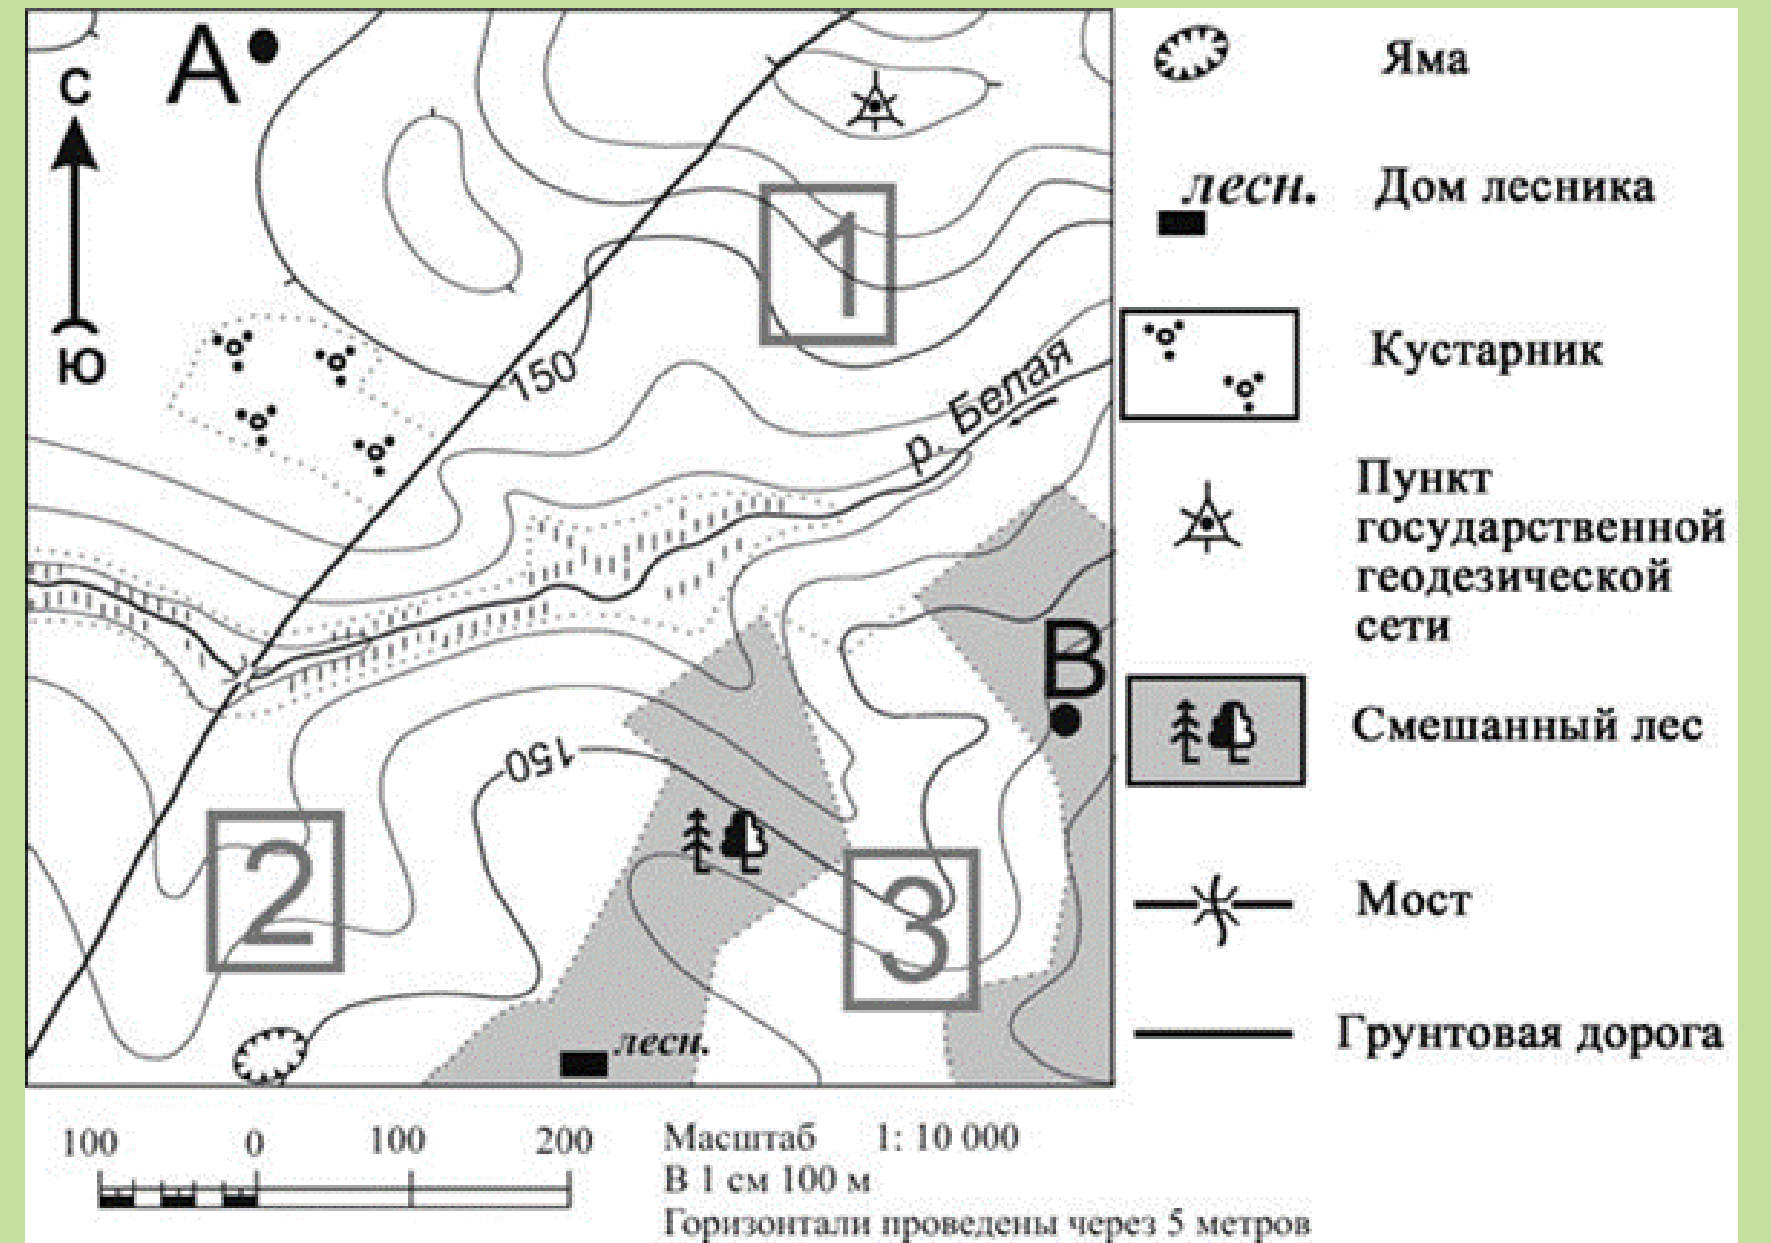 А
С
Ю
1
150
р. Белая
В
150
2
3
лесн.
Яма
лесн.
Дом лесника
Кустарник
Пункт
государственной
геодезической
сети
Смешанный лес
Мост
Грунтовая дорога
100 0 100 200
Масштаб 1: 10 000
В 1 см 100 м
Горизонтали проведены через 5 метров